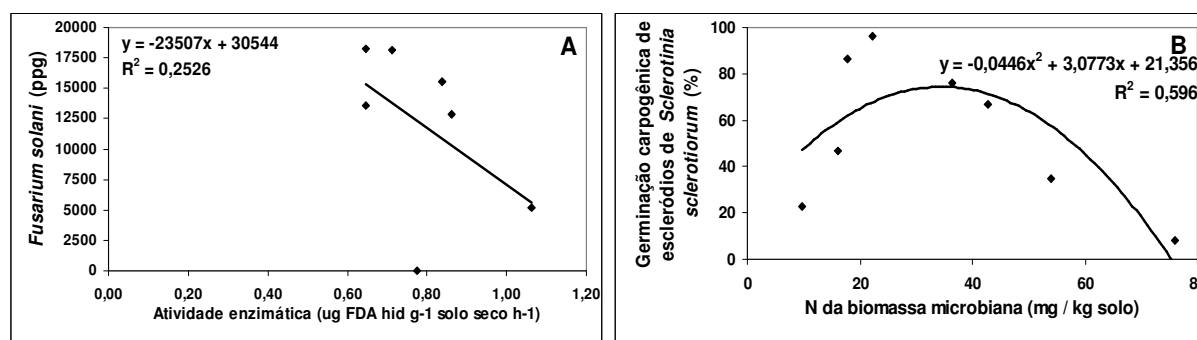 A
y = -23507x + 30544
R² = 0,2526
Fusarium solani (ppg)
20000
17500
15000
12500
10000
7500
5000
2500
0
0,00 0,20 0,40 0,60 0,80 1,00 1,20
Atividade enzimática (ug FDA hid g-1 solo seco h-1)
B
y = -0,0446x² + 3,0773x + 21,356
R² = 0,596
Germinação carpogênica de
escleródios de Sclerotinia
sclerotiorum (%)
100
80
60
40
20
0
0 20 40 60 8
N da biomassa microbiana (mg / kg solo)